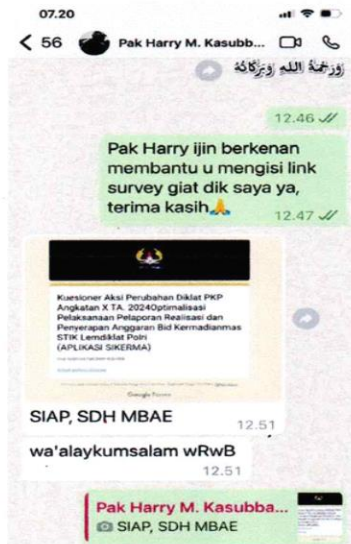 07.20
56 Pak Harry M. Kasubb...
وَرَحْمَةُ اللهِ وَبَرَكَاتُهُ
12.46
Pak Harry ijin berkenan
membantu u mengisi link
survey giat dik saya ya,
terima kasih🙏
12.47
Kuesioner Aksi Perubahan Diklat PKP
Angkatan X TA. 2024Optimalisasi
Pelaksanaan Pelaporan Realisasi dan
Penyerapan Anggaran Bid Kermadianmas
STIK Lemdiklat Polri
(APLIKASI SIKERMA)
Google Forms
SIAP, SDH MBAE
12.51
wa'alaykumsalam wRwB
12.51
Pak Harry M. Kasubba...
SIAP, SDH MBAE